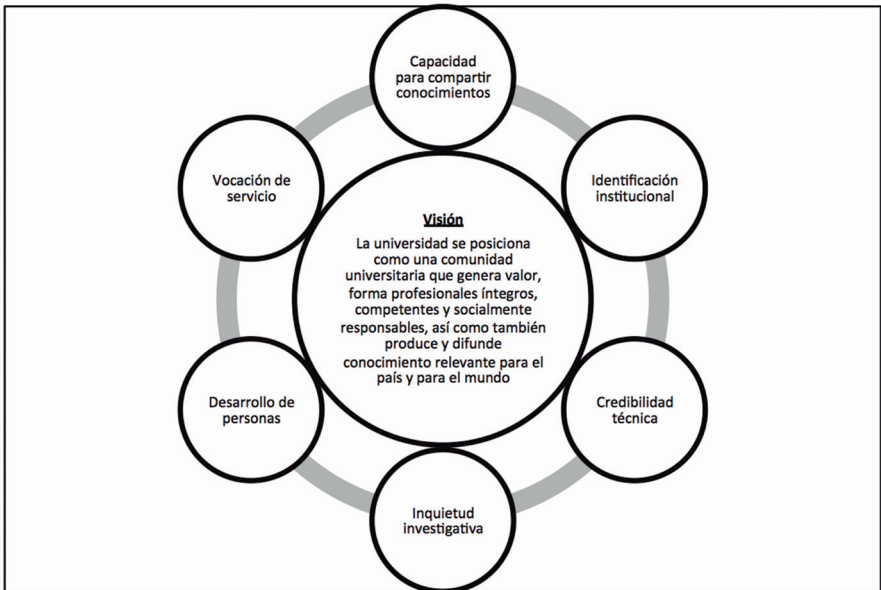 Capacidad
para compartir
conocimientos
Identificación
institucional
Credibilidad
técnica
Inquietud
investigativa
Desarrollo de
personas
Vocación de
servicio
Visión
La universidad se posiciona
como una comunidad
universitaria que genera valor,
forma profesionales íntegros,
competentes y socialmente
responsables, así como también
produce y difunde
conocimiento relevante para el
país y para el mundo